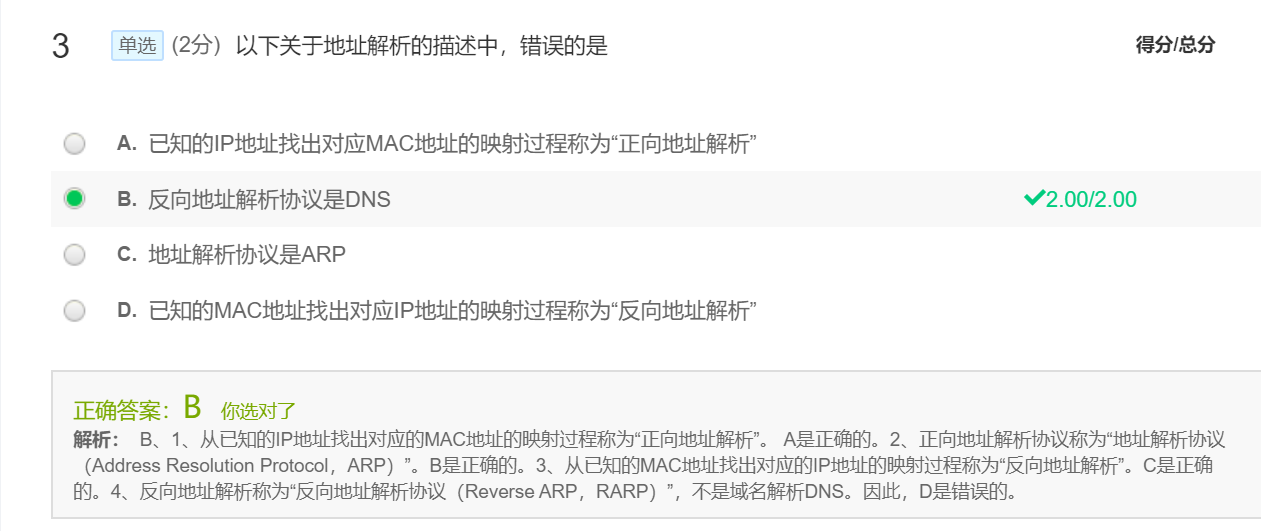 3 单选 (2分) 以下关于地址解析的描述中，错误的是 得分/总分
A. 已知的IP地址找出对应MAC地址的映射过程称为“正向地址解析”
B. 反向地址解析协议是DNS 2.00/2.00
C. 地址解析协议是ARP
D. 已知的MAC地址找出对应IP地址的映射过程称为“反向地址解析”
正确答案：B 你选对了
解析： B、1、从已知的IP地址找出对应的MAC地址的映射过程称为“正向地址解析”。 A是正确的。2、正向地址解析协议称为“地址解析协议
（Address Resolution Protocol，ARP）”。B是正确的。3、从已知的MAC地址找出对应的IP地址的映射过程称为“反向地址解析”。C是正确
的。4、反向地址解析称为“反向地址解析协议（Reverse ARP，RARP）”，不是域名解析DNS。因此，D是错误的。